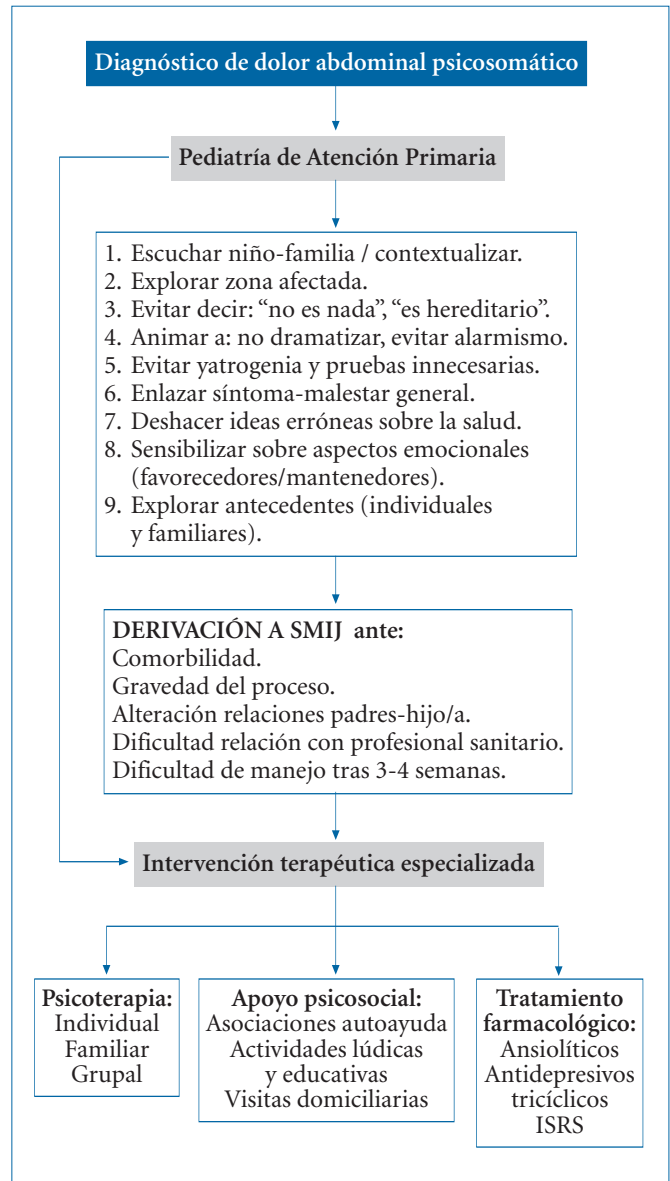 Diagnóstico de dolor abdominal psicosomático
Pediatría de Atención Primaria
1. Escuchar niño-familia / contextualizar.
2. Explorar zona afectada.
3. Evitar decir: “no es nada”, “es hereditario”.
4. Animar a: no dramatizar, evitar alarmismo.
5. Evitar yatrogenia y pruebas innecesarias.
6. Enlazar síntoma-malestar general.
7. Deshacer ideas erróneas sobre la salud.
8. Sensibilizar sobre aspectos emocionales
(favorecedores/mantenedores).
9. Explorar antecedentes (individuales
y familiares).
DERIVACIÓN A SMIJ ante:
Comorbilidad.
Gravedad del proceso.
Alteración relaciones padres-hijo/a.
Dificultad relación con profesional sanitario.
Dificultad de manejo tras 3-4 semanas.
Intervención terapéutica especializada
Psicoterapia:
Individual
Familiar
Grupal
Apoyo psicosocial:
Asociaciones autoayuda
Actividades lúdicas
y educativas
Visitas domiciliarias
Tratamiento
farmacológico:
Ansiolíticos
Antidepresivos
tricíclicos
ISRS